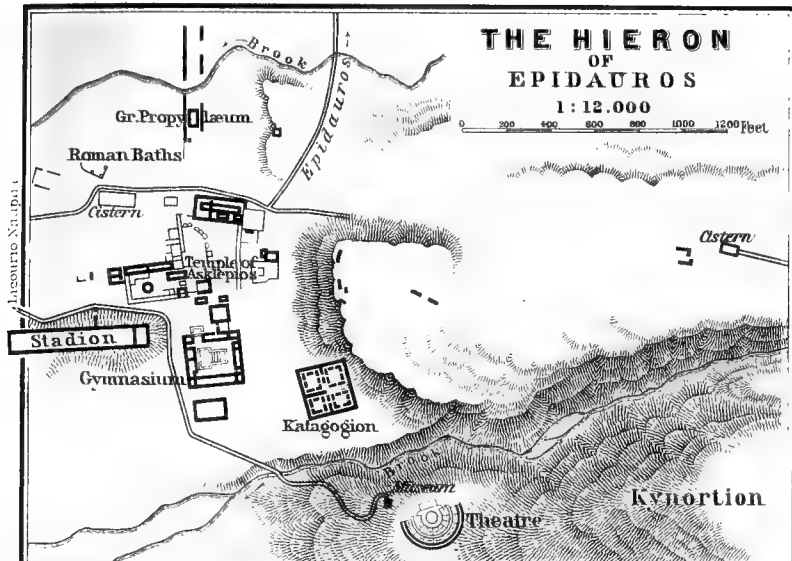 THE HIERON
OF
EPIDAUROS
1:12.000
0 200 400 600 800 1000 1200 Feet
Brook
Epidauros
Gr. Propylæum
Roman Baths
Cistern
Temple of
Asklepios
Cistern
Stadion
Gymnasium
Katagogion
Brook
Museum
Theatre
Kynortion